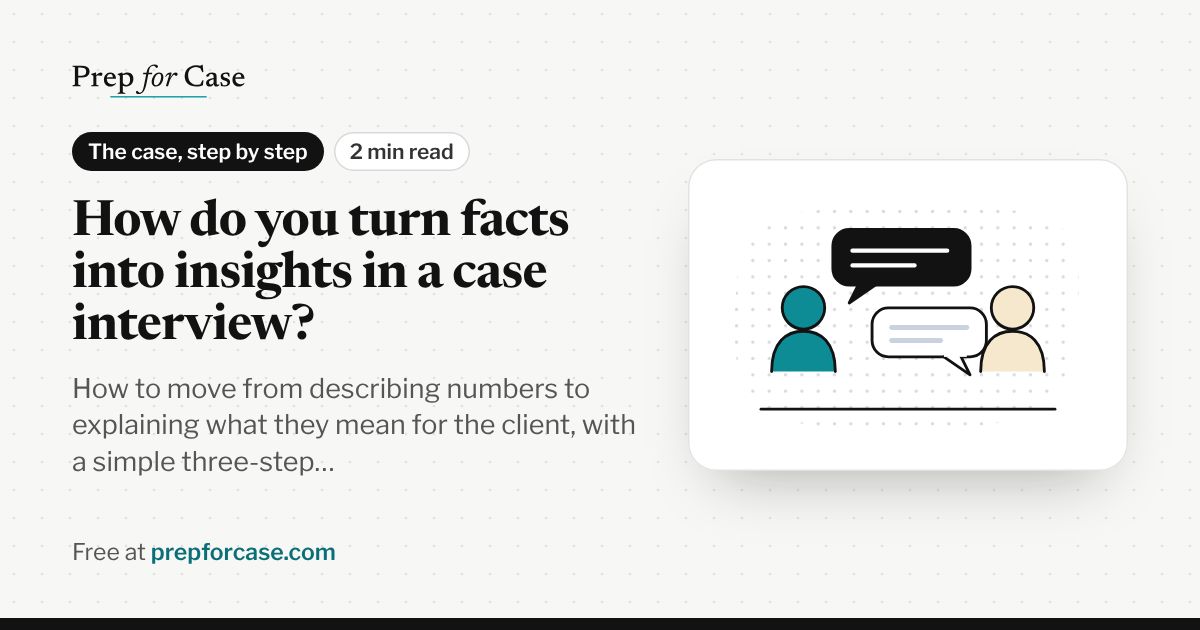 Prep for Case
The case, step by step
2 min read
How do you turn facts
into insights in a case
interview?
How to move from describing numbers to
explaining what they mean for the client, with
a simple three-step...
Free at prepforcase.com